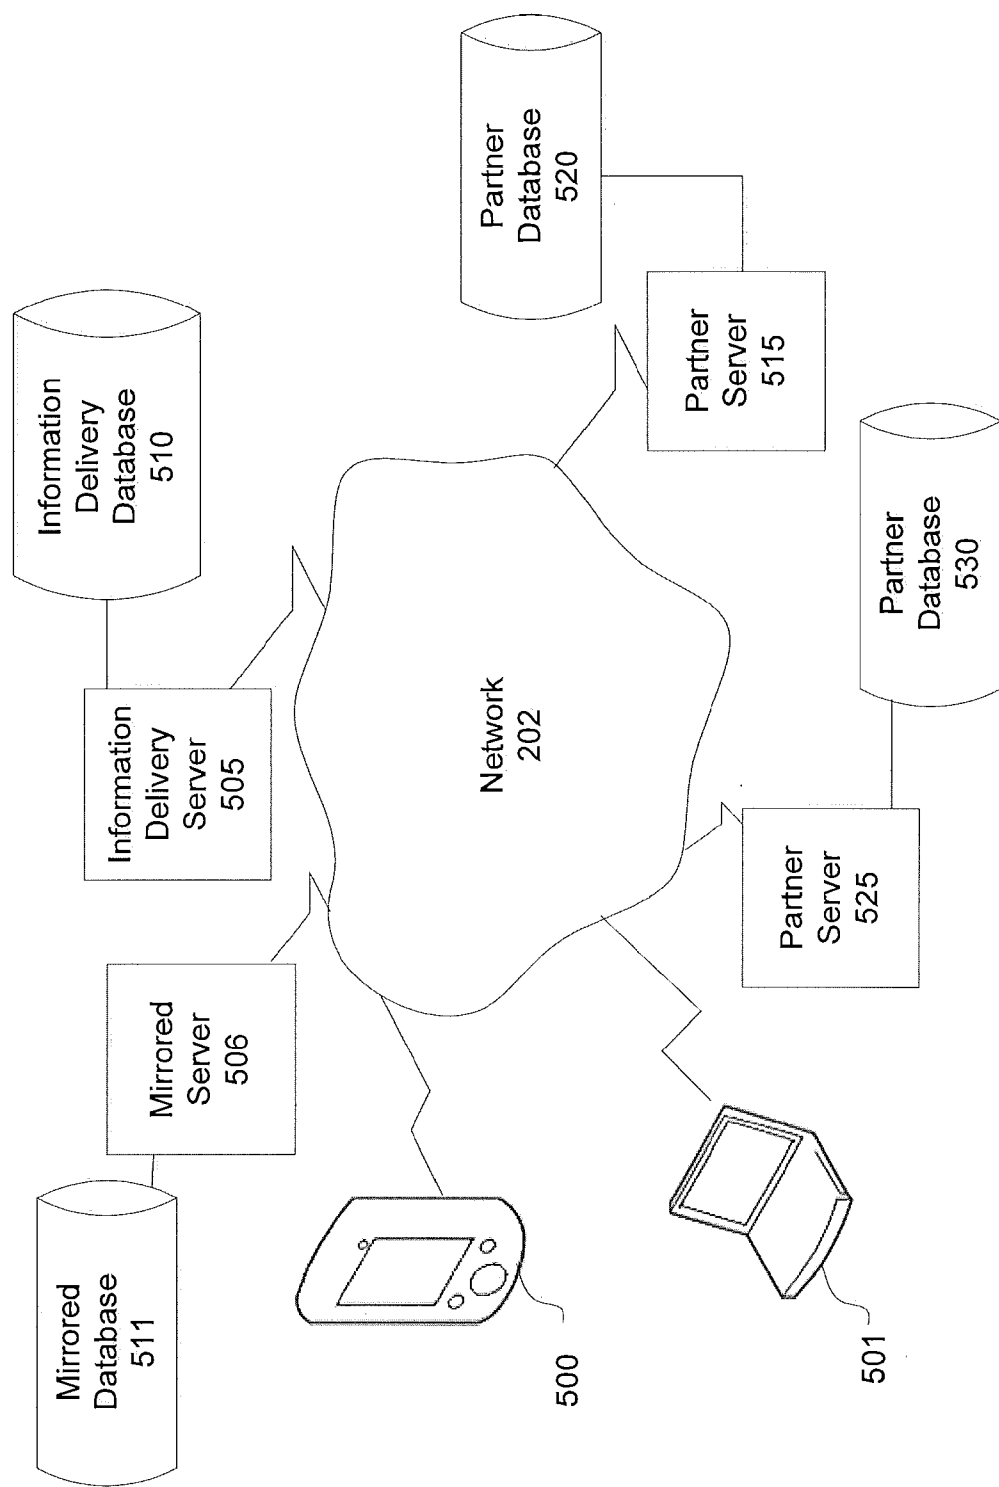 Mirrored
Database
511
Mirrored
Server
506
Information
Delivery
Server
505
Information
Delivery
Database
510
500
501
Network
202
Partner
Server
525
Partner
Database
530
Partner
Server
515
Partner
Database
520